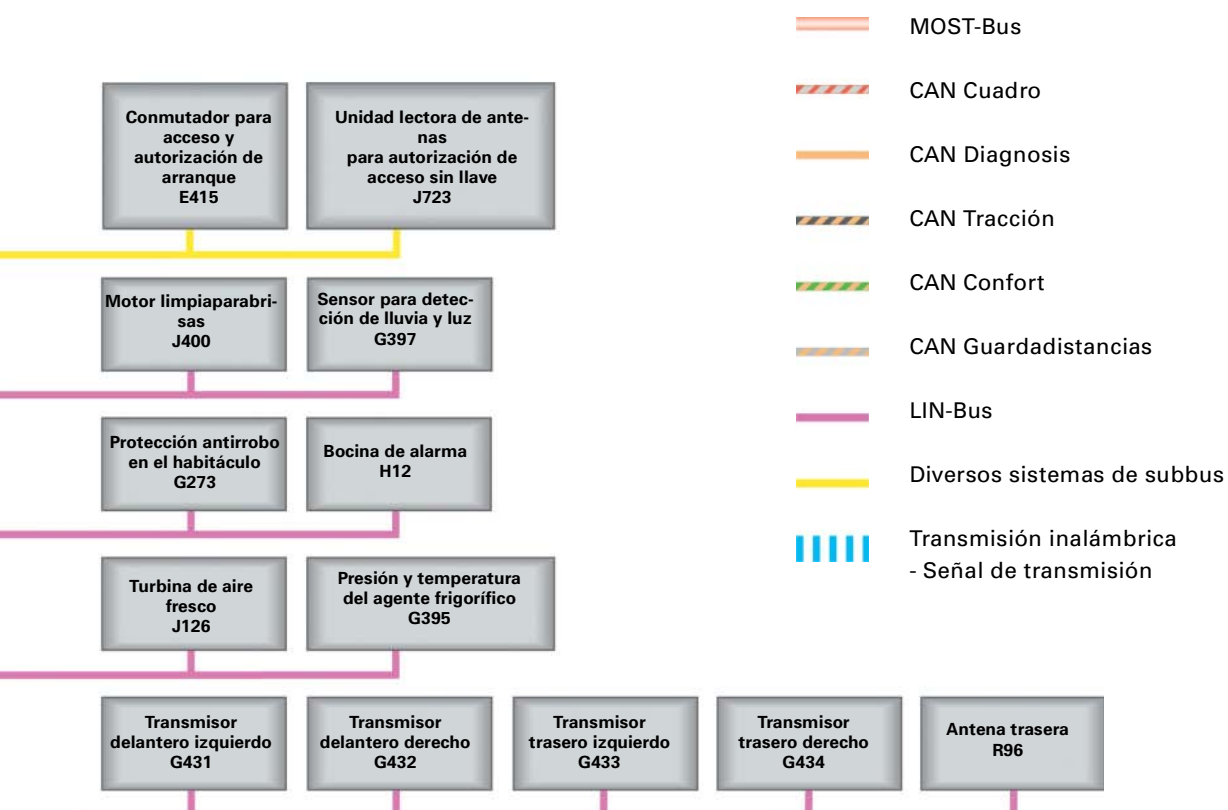 MOST-Bus
CAN Cuadro
CAN Diagnosis
CAN Tracción
CAN Confort
CAN Guardadistancias
LIN-Bus
Diversos sistemas de subbus
Transmisión inalámbrica
- Señal de transmisión
Conmutador para
acceso y
autorización de
arranque
E415
Unidad lectora de ante-
nas
para autorización de
acceso sin llave
J723
Motor limpiaparabri-
sas
J400
Sensor para detec-
ción de lluvia y luz
G397
Protección antirrobo
en el habitáculo
G273
Bocina de alarma
H12
Turbina de aire
fresco
J126
Presión y temperatura
del agente frigorífico
G395
Transmisor
delantero izquierdo
G431
Transmisor
delantero derecho
G432
Transmisor
trasero izquierdo
G433
Transmisor
trasero derecho
G434
Antena trasera
R96